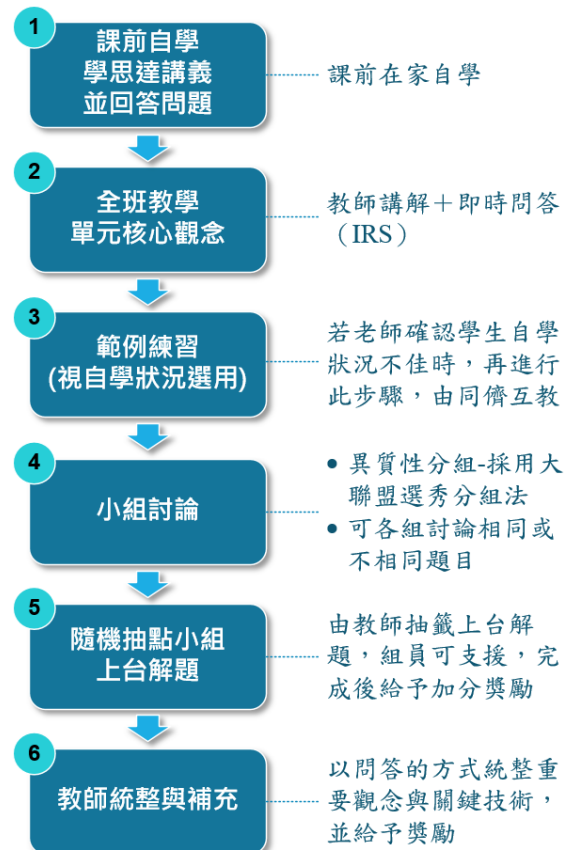 1
課前自學
學思達講義
並回答問題
課前在家自學
2
全班教學
單元核心觀念
教師講解＋即時問答
（IRS）
3
範例練習
(視自學狀況選用)
若老師確認學生自學
狀況不佳時，再進行
此步驟，由同儕互教
4
小組討論
• 異質性分組-採用大
聯盟選秀分組法
• 可各組討論相同或
不相同題目
5
隨機抽點小組
上台解題
由教師抽籤上台解
題，組員可支援，完
成後給予加分獎勵
6
教師統整與補充
以問答的方式統整重
要觀念與關鍵技術，
並給予獎勵